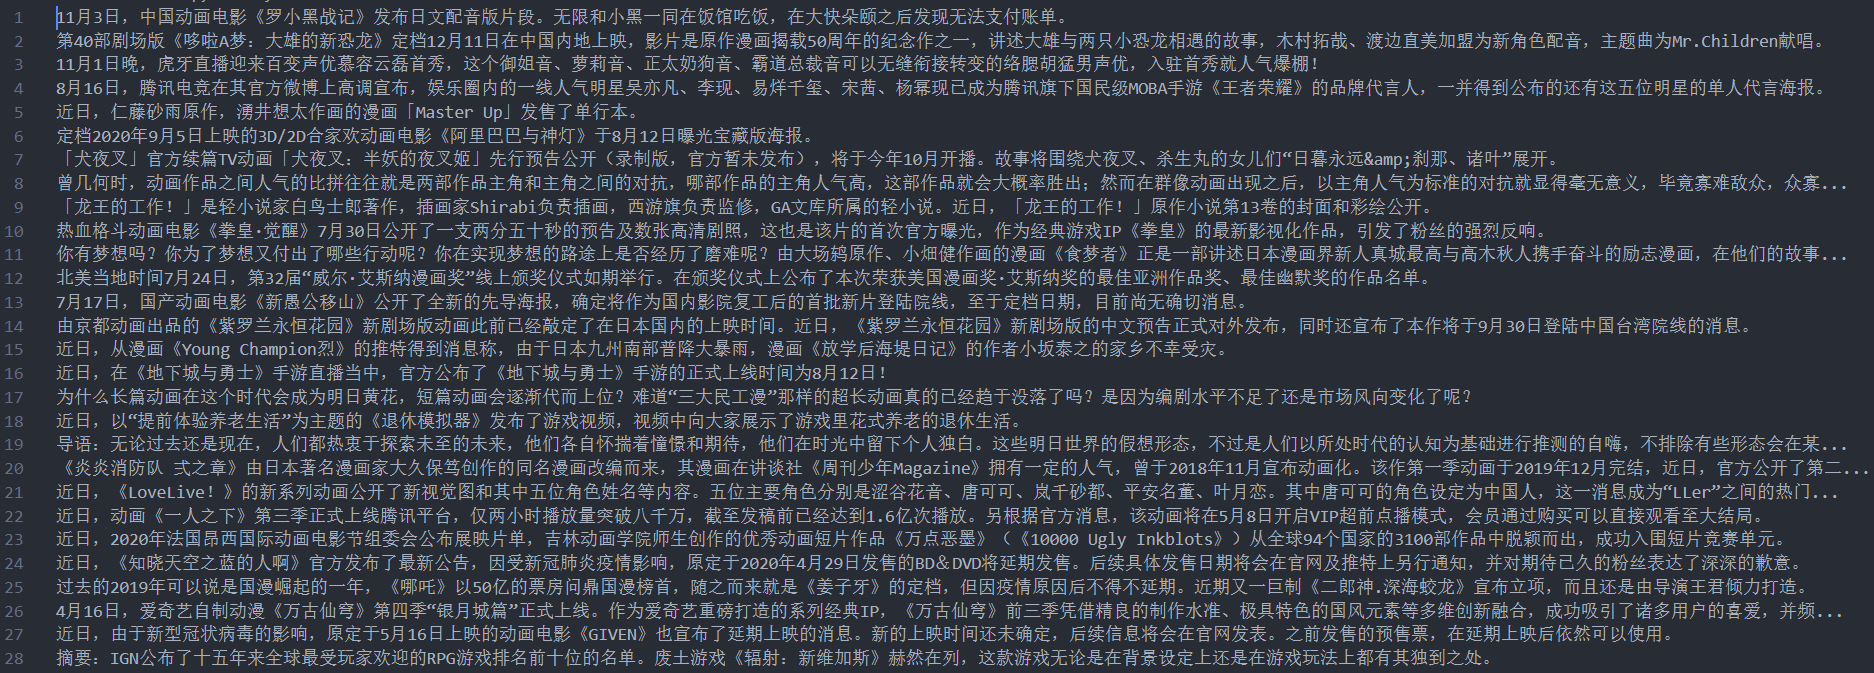 1 11月3日，中国动画电影《罗小黑战记》发布日文配音版片段。无限和小黑一同在饭馆吃饭，在大快朵颐之后发现无法支付账单。
2 第40部剧场版《哆啦A梦：大雄的新恐龙》定档12月11日在中国内地上映，影片是原作漫画揭载50周年的纪念作之一，讲述大雄与两只小恐龙相遇的故事，木村拓哉、渡边直美加盟为新角色配音，主题曲为Mr.Children献唱。
3 11月1日晚，虎牙直播迎来百变声优慕容云磊首秀，这个御姐音、萝莉音、正太奶狗音、霸道总裁音可以无缝衔接转变的络腮胡猛男声优，入驻首秀就人气爆棚！
4 8月16日，腾讯电竞在其官方微博上高调宣布，娱乐圈内的一线人气明星吴亦凡、李现、易烊千玺、宋茜、杨幂现已成为腾讯旗下国民级MOBA手游《王者荣耀》的品牌代言人，一并得到公布的还有这五位明星的单人代言海报。
5 近日，仁藤砂雨原作，湧井想太作画的漫画「Master Up」发售了单行本。
6 定档2020年9月5日上映的3D/2D合家欢动画电影《阿里巴巴与神灯》于8月12日曝光宝藏版海报。
7 「犬夜叉」官方续篇TV动画「犬夜叉：半妖的夜叉姬」先行预告公开（录制版，官方暂未发布），将于今年10月开播。故事将围绕犬夜叉、杀生丸的女儿们“日暮永远&amp;刹那、诸叶”展开。
8 曾几何时，动画作品之间人气的比拼往往就是两部作品主角和主角之间的对抗，哪部作品的主角人气高，这部作品就会大概率胜出；然而在群像动画出现之后，以主角人气为标准的对抗就显得毫无意义，毕竟寡难敌众，众寡...
9 「龙王的工作！」是轻小说家白鸟士郎著作，插画家Shirabi负责插画，西游旗负责监修，GA文库所属的轻小说。近日，「龙王的工作！」原作小说第13卷的封面和彩绘公开。
10 热血格斗动画电影《拳皇·觉醒》7月30日公开了一支两分五十秒的预告及数张高清剧照，这也是该片的首次官方曝光，作为经典游戏IP《拳皇》的最新影视化作品，引发了粉丝的强烈反响。
11 你有梦想吗？你为了梦想又付出了哪些行动呢？你在实现梦想的路途上是否经历了磨难呢？由大场鸫原作、小畑健作画的漫画《食梦者》正是一部讲述日本漫画界新人真城最高与高木秋人携手奋斗的励志漫画，在他们的故事...
12 北美当地时间7月24日，第32届“威尔·艾斯纳漫画奖”线上颁奖仪式如期举行。在颁奖仪式上公布了本次荣获美国漫画奖·艾斯纳奖的最佳亚洲作品奖、最佳幽默奖的作品名单。
13 7月17日，国产动画电影《新愚公移山》公开了全新的先导海报，确定将作为国内影院复工后的首批新片登陆院线，至于定档日期，目前尚无确切消息。
14 由京都动画出品的《紫罗兰永恒花园》新剧场版动画此前已经敲定了在日本国内的上映时间。近日，《紫罗兰永恒花园》新剧场版的中文预告正式对外发布，同时还宣布了本作将于9月30日登陆中国台湾院线的消息。
15 近日，从漫画《Young Champion烈》的推特得到消息称，由于日本九州南部普降大暴雨，漫画《放学后海堤日记》的作者小坂泰之的家乡不幸受灾。
16 近日，在《地下城与勇士》手游直播当中，官方公布了《地下城与勇士》手游的正式上线时间为8月12日！
17 为什么长篇动画在这个时代会成为明日黄花，短篇动画会逐渐代而上位？难道“三大民工漫”那样的超长动画真的已经趋于没落了吗？是因为编剧水平不足了还是市场风向变化了呢？
18 近日，以“提前体验养老生活”为主题的《退休模拟器》发布了游戏视频，视频中向大家展示了游戏里花式养老的退休生活。
19 导语：无论过去还是现在，人们都热衷于探索未至的未来，他们各自怀揣着憧憬和期待，他们在时光中留下个人独白。这些明日世界的假想形态，不过是人们以所处时代的认知为基础进行推测的自嗨，不排除有些形态会在某...
20 《炎炎消防队 弍之章》由日本著名漫画家大久保笃创作的同名漫画改编而来，其漫画在讲谈社《周刊少年Magazine》拥有一定的人气，曾于2018年11月宣布动画化。该作第一季动画于2019年12月完结，近日，官方公开了第二...
21 近日，《LoveLive！》的新系列动画公开了新视觉图和其中五位角色姓名等内容。五位主要角色分别是涩谷花音、唐可可、岚千砂都、平安名堇、叶月恋。其中唐可可的角色设定为中国人，这一消息成为“LLer”之间的热门...
22 近日，动画《一人之下》第三季正式上线腾讯平台，仅两小时播放量突破八千万，截至发稿前已经达到1.6亿次播放。另根据官方消息，该动画将在5月8日开启VIP超前点播模式，会员通过购买可以直接观看至大结局。
23 近日，2020年法国昂西国际动画电影节组委会公布展映片单，吉林动画学院师生创作的优秀动画短片作品《万点恶墨》（《10000 Ugly Inkblots》）从全球94个国家的3100部作品中脱颖而出，成功入围短片竞赛单元。
24 近日，《知晓天空之蓝的人啊》官方发布了最新公告，因受新冠肺炎疫情影响，原定于2020年4月29日发售的BD＆DVD将延期发售。后续具体发售日期将会在官网及推特上另行通知，并对期待已久的粉丝表达了深深的歉意。
25 过去的2019年可以说是国漫崛起的一年，《哪吒》以50亿的票房问鼎国漫榜首，随之而来就是《姜子牙》的定档，但因疫情原因后不得不延期。近期又一巨制《二郎神.深海蛟龙》宣布立项，而且还是由导演王君倾力打造。
26 4月16日，爱奇艺自制动漫《万古仙穹》第四季“银月城篇”正式上线。作为爱奇艺重磅打造的系列经典IP，《万古仙穹》前三季凭借精良的制作水准、极具特色的国风元素等多维创新融合，成功吸引了诸多用户的喜爱，并频...
27 近日，由于新型冠状病毒的影响，原定于5月16日上映的动画电影《GIVEN》也宣布了延期上映的消息。新的上映时间还未确定，后续信息将会在官网发表。之前发售的预售票，在延期上映后依然可以使用。
28 摘要：IGN公布了十五年来全球最受玩家欢迎的RPG游戏排名前十位的名单。废土游戏《辐射：新维加斯》赫然在列，这款游戏无论是在背景设定上还是在游戏玩法上都有其独到之处。